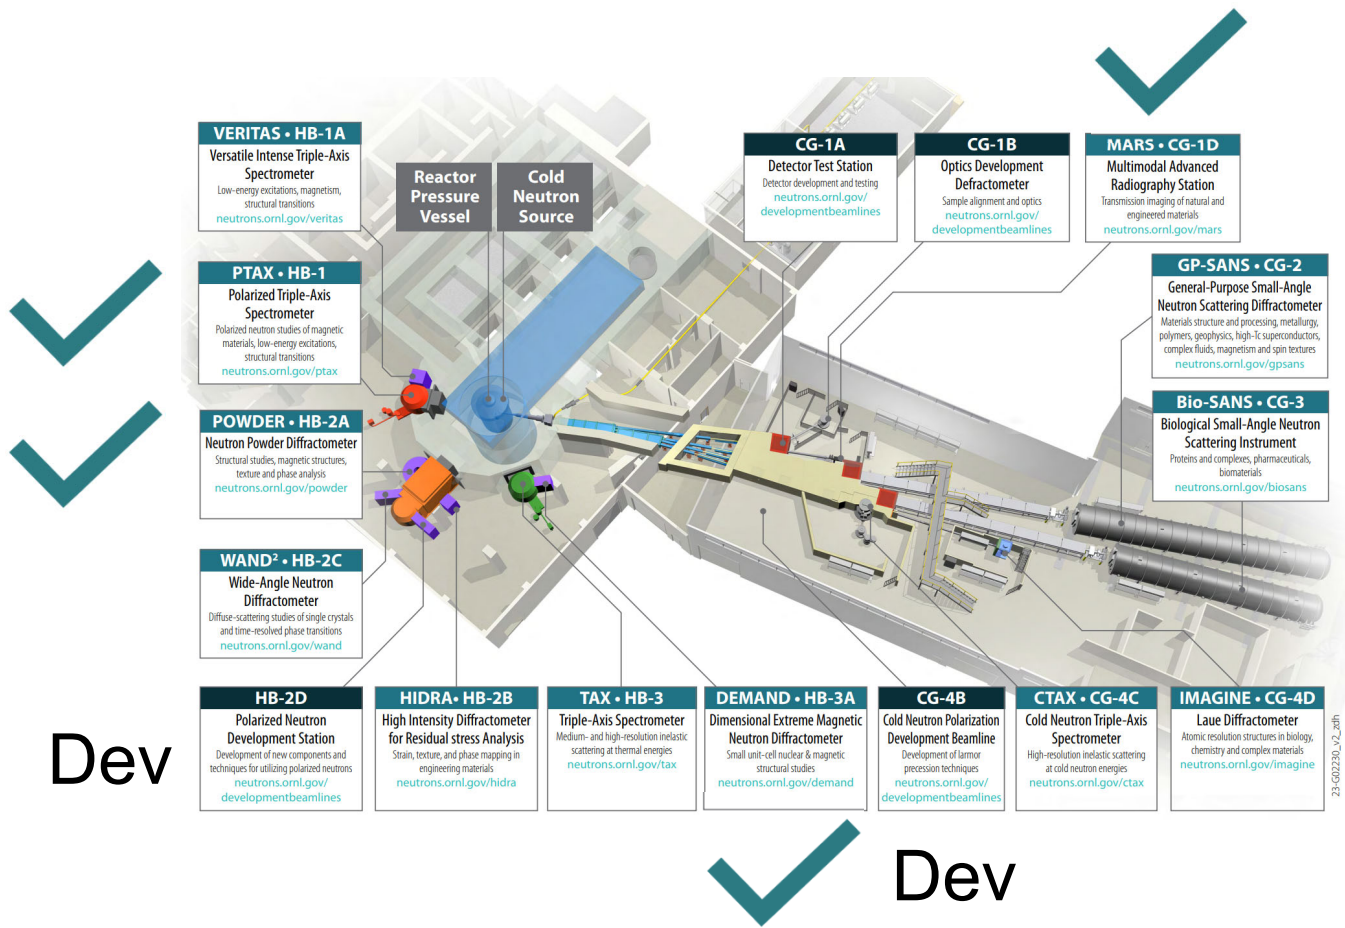 VERITAS • HB-1A
Versatile Intense Triple-Axis
Spectrometer
Low-energy excitations, magnetism,
structural transitions
neutrons.ornl.gov/veritas
Reactor
Pressure
Vessel
Cold
Neutron
Source
CG-1A
Detector Test Station
Detector development and testing
neutrons.ornl.gov/
developmentbeamlines
CG-1B
Optics Development
Defractometer
Sample alignment and optics
neutrons.ornl.gov/
developmentbeamlines
MARS • CG-1D
Multimodal Advanced
Radiography Station
Transmission imaging of natural and
engineered materials
neutrons.ornl.gov/mars
PTAX • HB-1
Polarized Triple-Axis
Spectrometer
Polarized neutron studies of magnetic
materials, low-energy excitations,
structural transitions
neutrons.ornl.gov/ptax
GP-SANS • CG-2
General-Purpose Small-Angle
Neutron Scattering Diffractometer
Materials structure and processing, metallurgy,
polymers, geophysics, high-Tc superconductors,
complex fluids, magnetism and spin textures
neutrons.ornl.gov/gpsans
POWDER • HB-2A
Neutron Powder Diffractometer
Structural studies, magnetic structures,
texture and phase analysis
neutrons.ornl.gov/powder
Bio-SANS • CG-3
Biological Small-Angle Neutron
Scattering Instrument
Proteins and complexes, pharmaceuticals,
biomaterials
neutrons.ornl.gov/biosans
WAND² • HB-2C
Wide-Angle Neutron
Diffractometer
Diffuse-scattering studies of single crystals
and time-resolved phase transitions
neutrons.ornl.gov/wand
Dev
HB-2D
Polarized Neutron
Development Station
Development of new components and
techniques for utilizing polarized neutrons
neutrons.ornl.gov/
developmentbeamlines
HIDRA• HB-2B
High Intensity Diffractometer
for Residual stress Analysis
Strain, texture, and phase mapping in
engineering materials
neutrons.ornl.gov/hidra
TAX • HB-3
Triple-Axis Spectrometer
Medium- and high-resolution inelastic
scattering at thermal energies
neutrons.ornl.gov/tax
DEMAND • HB-3A
Dimensional Extreme Magnetic
Neutron Diffractometer
Small unit-cell nuclear & magnetic
structural studies
neutrons.ornl.gov/demand
CG-4B
Cold Neutron Polarization
Development Beamline
Development of larmor
precession techniques
neutrons.ornl.gov/
developmentbeamlines
CTAX • CG-4C
Cold Neutron Triple-Axis
Spectrometer
High-resolution inelastic scattering
at cold neutron energies
neutrons.ornl.gov/ctax
IMAGINE • CG-4D
Laue Diffractometer
Atomic resolution structures in biology,
chemistry and complex materials
neutrons.ornl.gov/imagine
23-G02230_v2_zdh
Dev